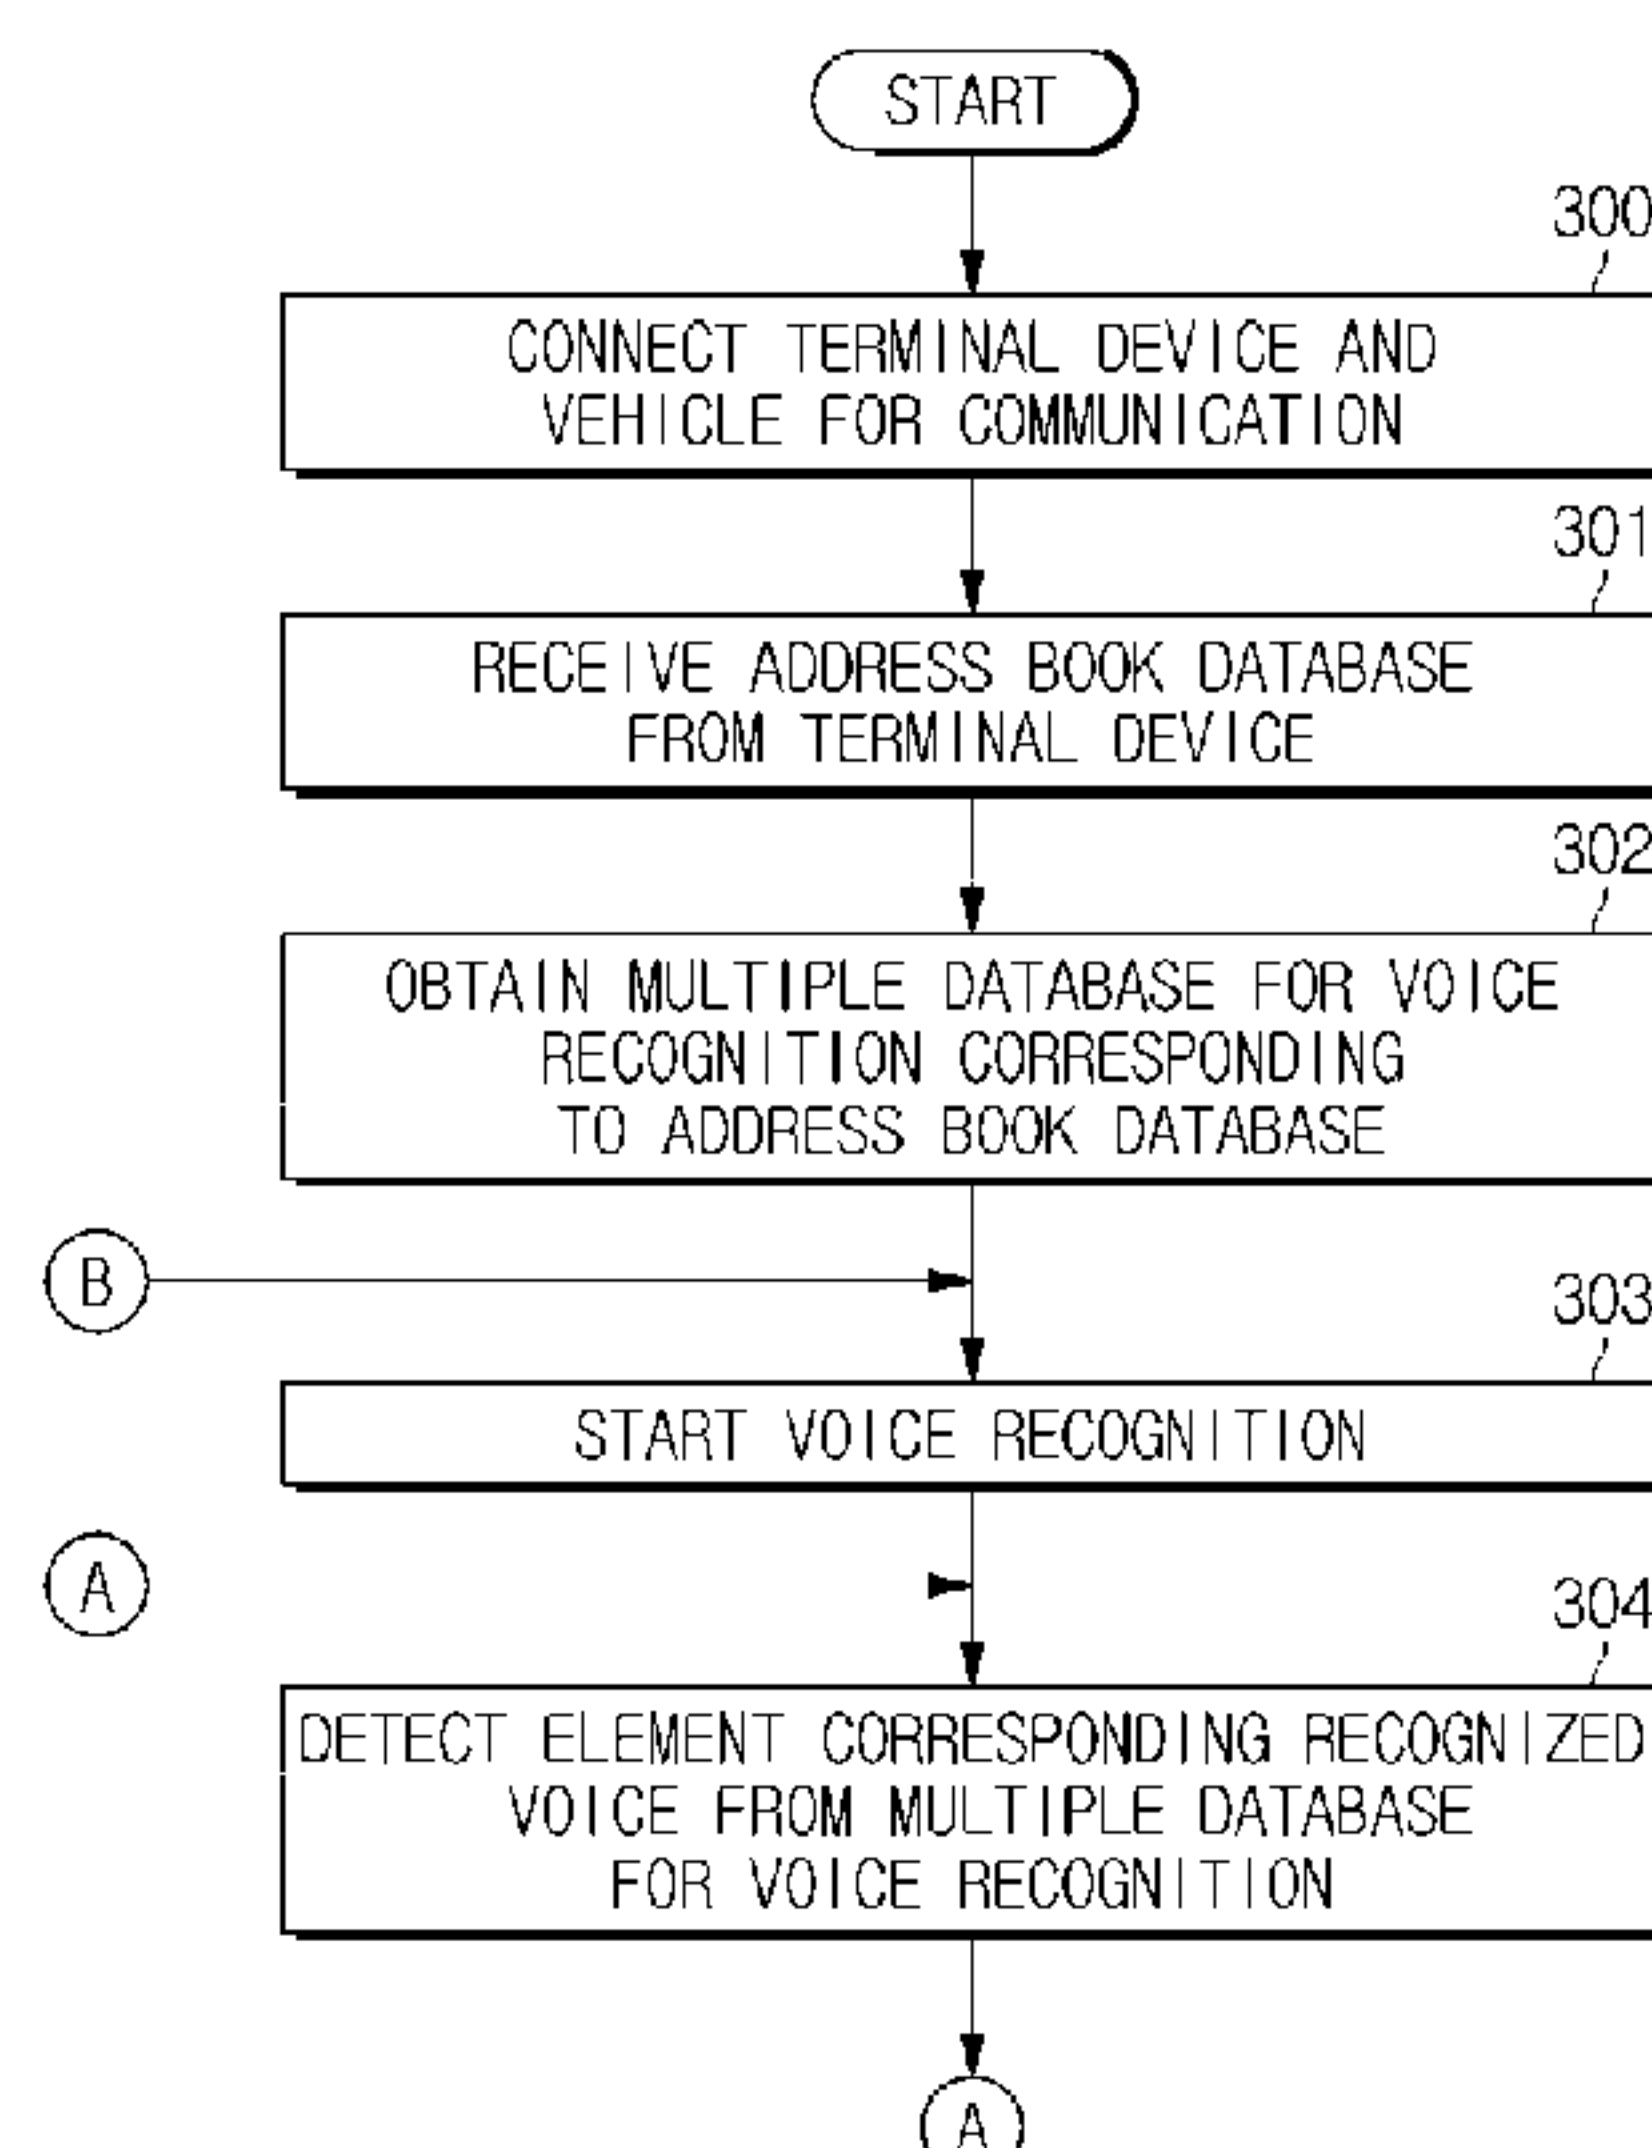 START
300
CONNECT TERMINAL DEVICE AND
VEHICLE FOR COMMUNICATION
301
RECEIVE ADDRESS BOOK DATABASE
FROM TERMINAL DEVICE
302
OBTAIN MULTIPLE DATABASE FOR VOICE
RECOGNITION CORRESPONDING
TO ADDRESS BOOK DATABASE
B
303
START VOICE RECOGNITION
A
304
DETECT ELEMENT CORRESPONDING RECOGNIZED
VOICE FROM MULTIPLE DATABASE
FOR VOICE RECOGNITION
A